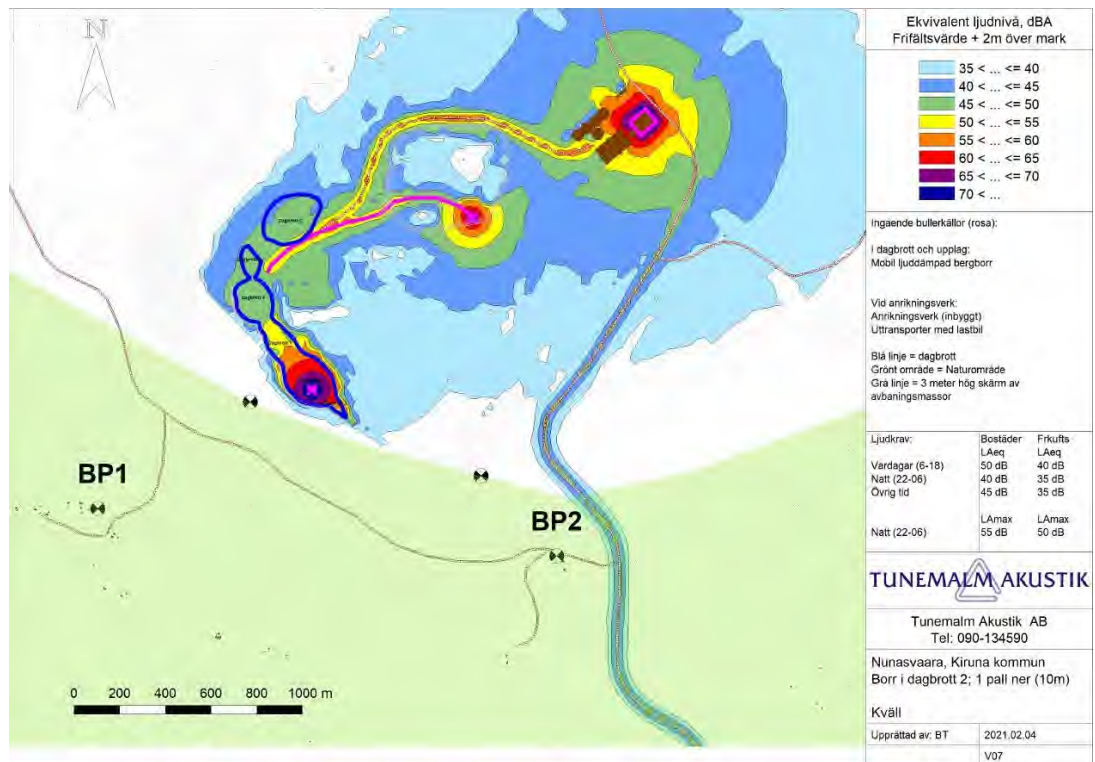 N
Dagbrott C
BP1
BP2
0 200 400 600 800 1000 m
Ekvivalent ljudnivå, dBA
Frifältsvärde + 2m över mark
35 < ... <= 40
40 < ... <= 45
45 < ... <= 50
50 < ... <= 55
55 < ... <= 60
60 < ... <= 65
65 < ... <= 70
70 < ...
Ingående bullerkällor (rosa):
I dagbrott och upplag:
Mobil ljuddämpad bergborr
Vid anrikningsverk:
Anrikningsverk (inbyggt)
Uttransporter med lastbil
Blå linje = dagbrott
Grönt område = Naturområde
Grå linje = 3 meter hög skärm av
avbaningsmassor
Ljudkrav: Bostäder Frkufts
LAeq LAeq
Vardagar (6-18) 50 dB 40 dB
Natt (22-06) 40 dB 35 dB
Övrig tid 45 dB 35 dB
LAmax LAmax
Natt (22-06) 55 dB 50 dB
TUNEMALM AKUSTIK
Tunemalm Akustik AB
Tel: 090-134590
Nunasvaara, Kiruna kommun
Borr i dagbrott 2; 1 pall ner (10m)
Kväll
Upprättad av: BT 2021.02.04
V07